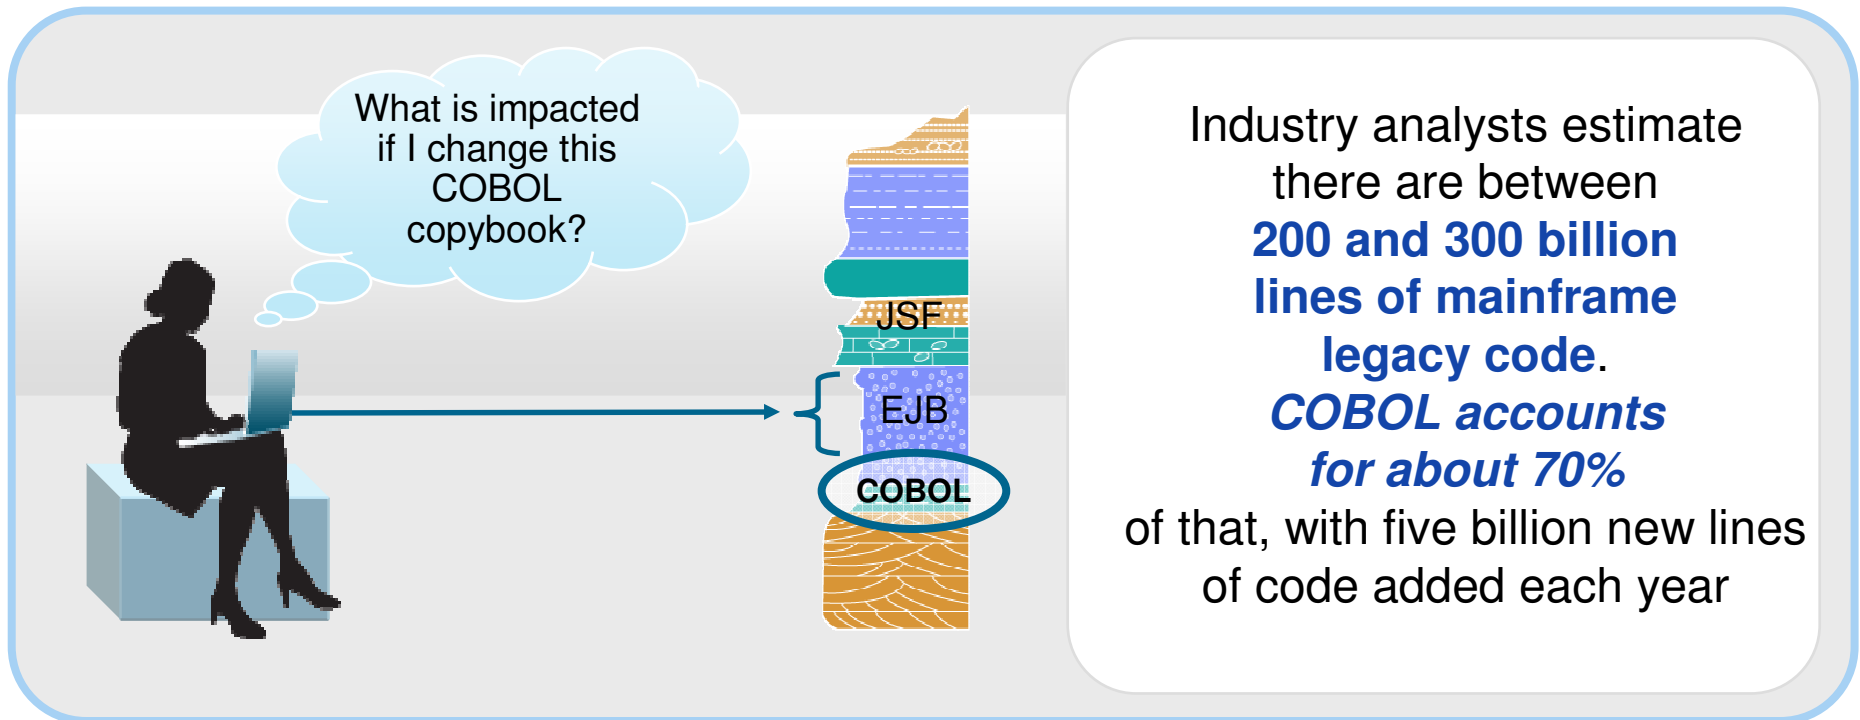 What is impacted
if I change this
COBOL
copybook?
JSF
EJB
COBOL
Industry analysts estimate
there are between
200 and 300 billion
lines of mainframe
legacy code.
COBOL accounts
for about 70%
of that, with five billion new lines
of code added each year